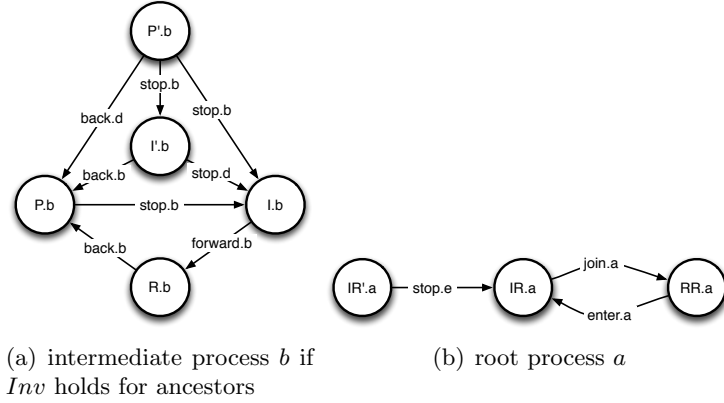 P'.b
stop.b
back.d
stop.b
I'.b
back.b
stop.d
P.b
stop.b
I.b
back.b
forward.b
R.b
IR'.a
stop.e
IR.a
join.a
RR.a
enter.a
(a) intermediate process b if
Inv holds for ancestors
(b) root process a